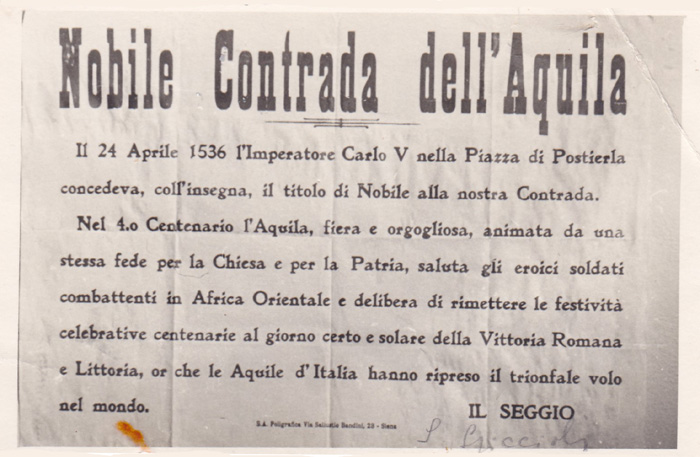 Nobile Contrada dell'Aquila
Il 24 Aprile 1536 l'Imperatore Carlo V nella Piazza di Postierla
concedeva, coll'insegna, il titolo di Nobile alla nostra Contrada.
Nel 4.o Centenario l'Aquila, fiera e orgogliosa, animata da una
stessa fede per la Chiesa e per la Patria, saluta gli eroici soldati
combattenti in Africa Orientale e delibera di rimettere le festività
celebrative centenarie al giorno certo e solare della Vittoria Romana
e Littoria, or che le Aquile d'Italia hanno ripreso il trionfale volo
nel mondo.
IL SEGGIO
S.A. Poligrafica Via Sallustio Bandini, 23 - Siena